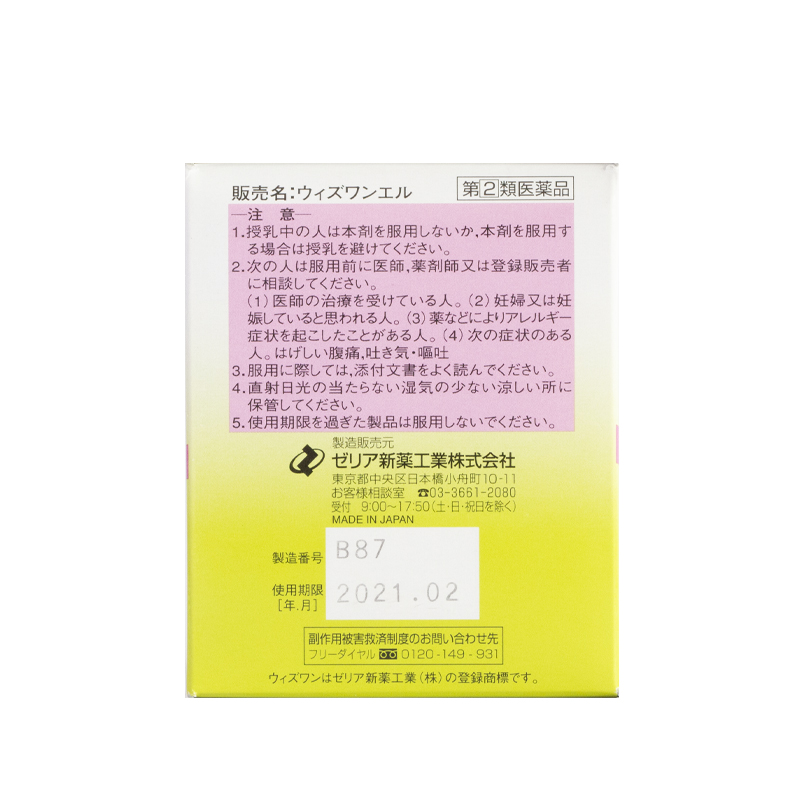 販売名:ウィズワンエル
第②類医薬品
―注 意―
1.授乳中の人は本剤を服用しないか,本剤を服用す
る場合は授乳を避けてください。
2.次の人は服用前に医師,薬剤師又は登録販売者
に相談してください。
(1)医師の治療を受けている人。(2)妊婦又は妊
娠していると思われる人。(3)薬などによりアレルギー
症状を起こしたことがある人。(4)次の症状のある
人。はげしい腹痛,吐き気・嘔吐
3.服用に際しては,添付文書をよく読んでください。
4.直射日光の当たらない湿気の少ない涼しい所に
保管してください。
5.使用期限を過ぎた製品は服用しないでください。
製造販売元
ゼリア新薬工業株式会社
東京都中央区日本橋小舟町10-11
お客様相談室 ☎03-3661-2080
受付 9:00~17:50(土・日・祝日を除く)
MADE IN JAPAN
製造番号 B87
使用期限 2021.02
[年.月]
副作用被害救済制度のお問い合わせ先
フリーダイヤル 0120-149-931
ウィズワンはゼリア新薬工業(株)の登録商標です。